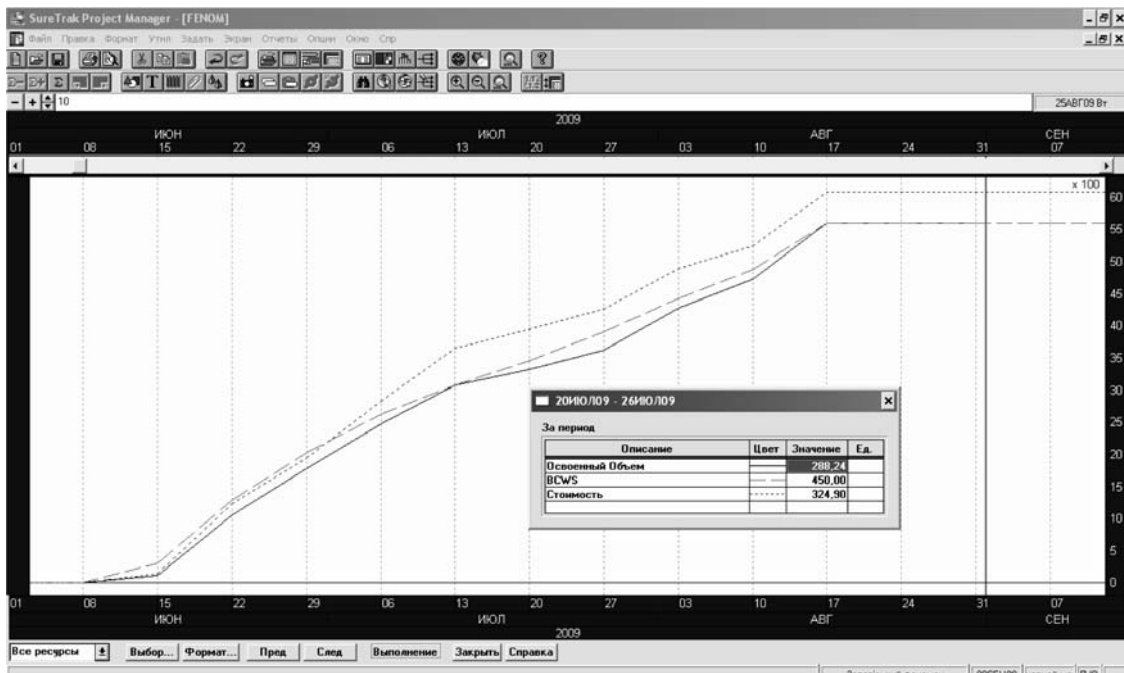 SureTrak Project Manager - [FENOM]
Файл Правка Формат Утил Задать Экран Отчеты Опции Окно Спр
10 25АВГ09 Вт
2009
ИЮН ИЮЛ АВГ СЕН
01 08 15 22 29 06 13 20 27 03 10 17 24 31 07
x 100
60
55
50
45
40
35
30
25
20
15
10
5
0
20ИЮЛ09 - 26ИЮЛ09
За период
Описание Цвет Значение Ед.
Освоенный Объем 288,24
BCWS 450,00
Стоимость 324,90
01 08 15 22 29 06 13 20 27 03 10 17 24 31 07
ИЮН ИЮЛ АВГ СЕН
2009
Все ресурсы Выбор... Формат... Пред След Выполнение Закрыть Справка